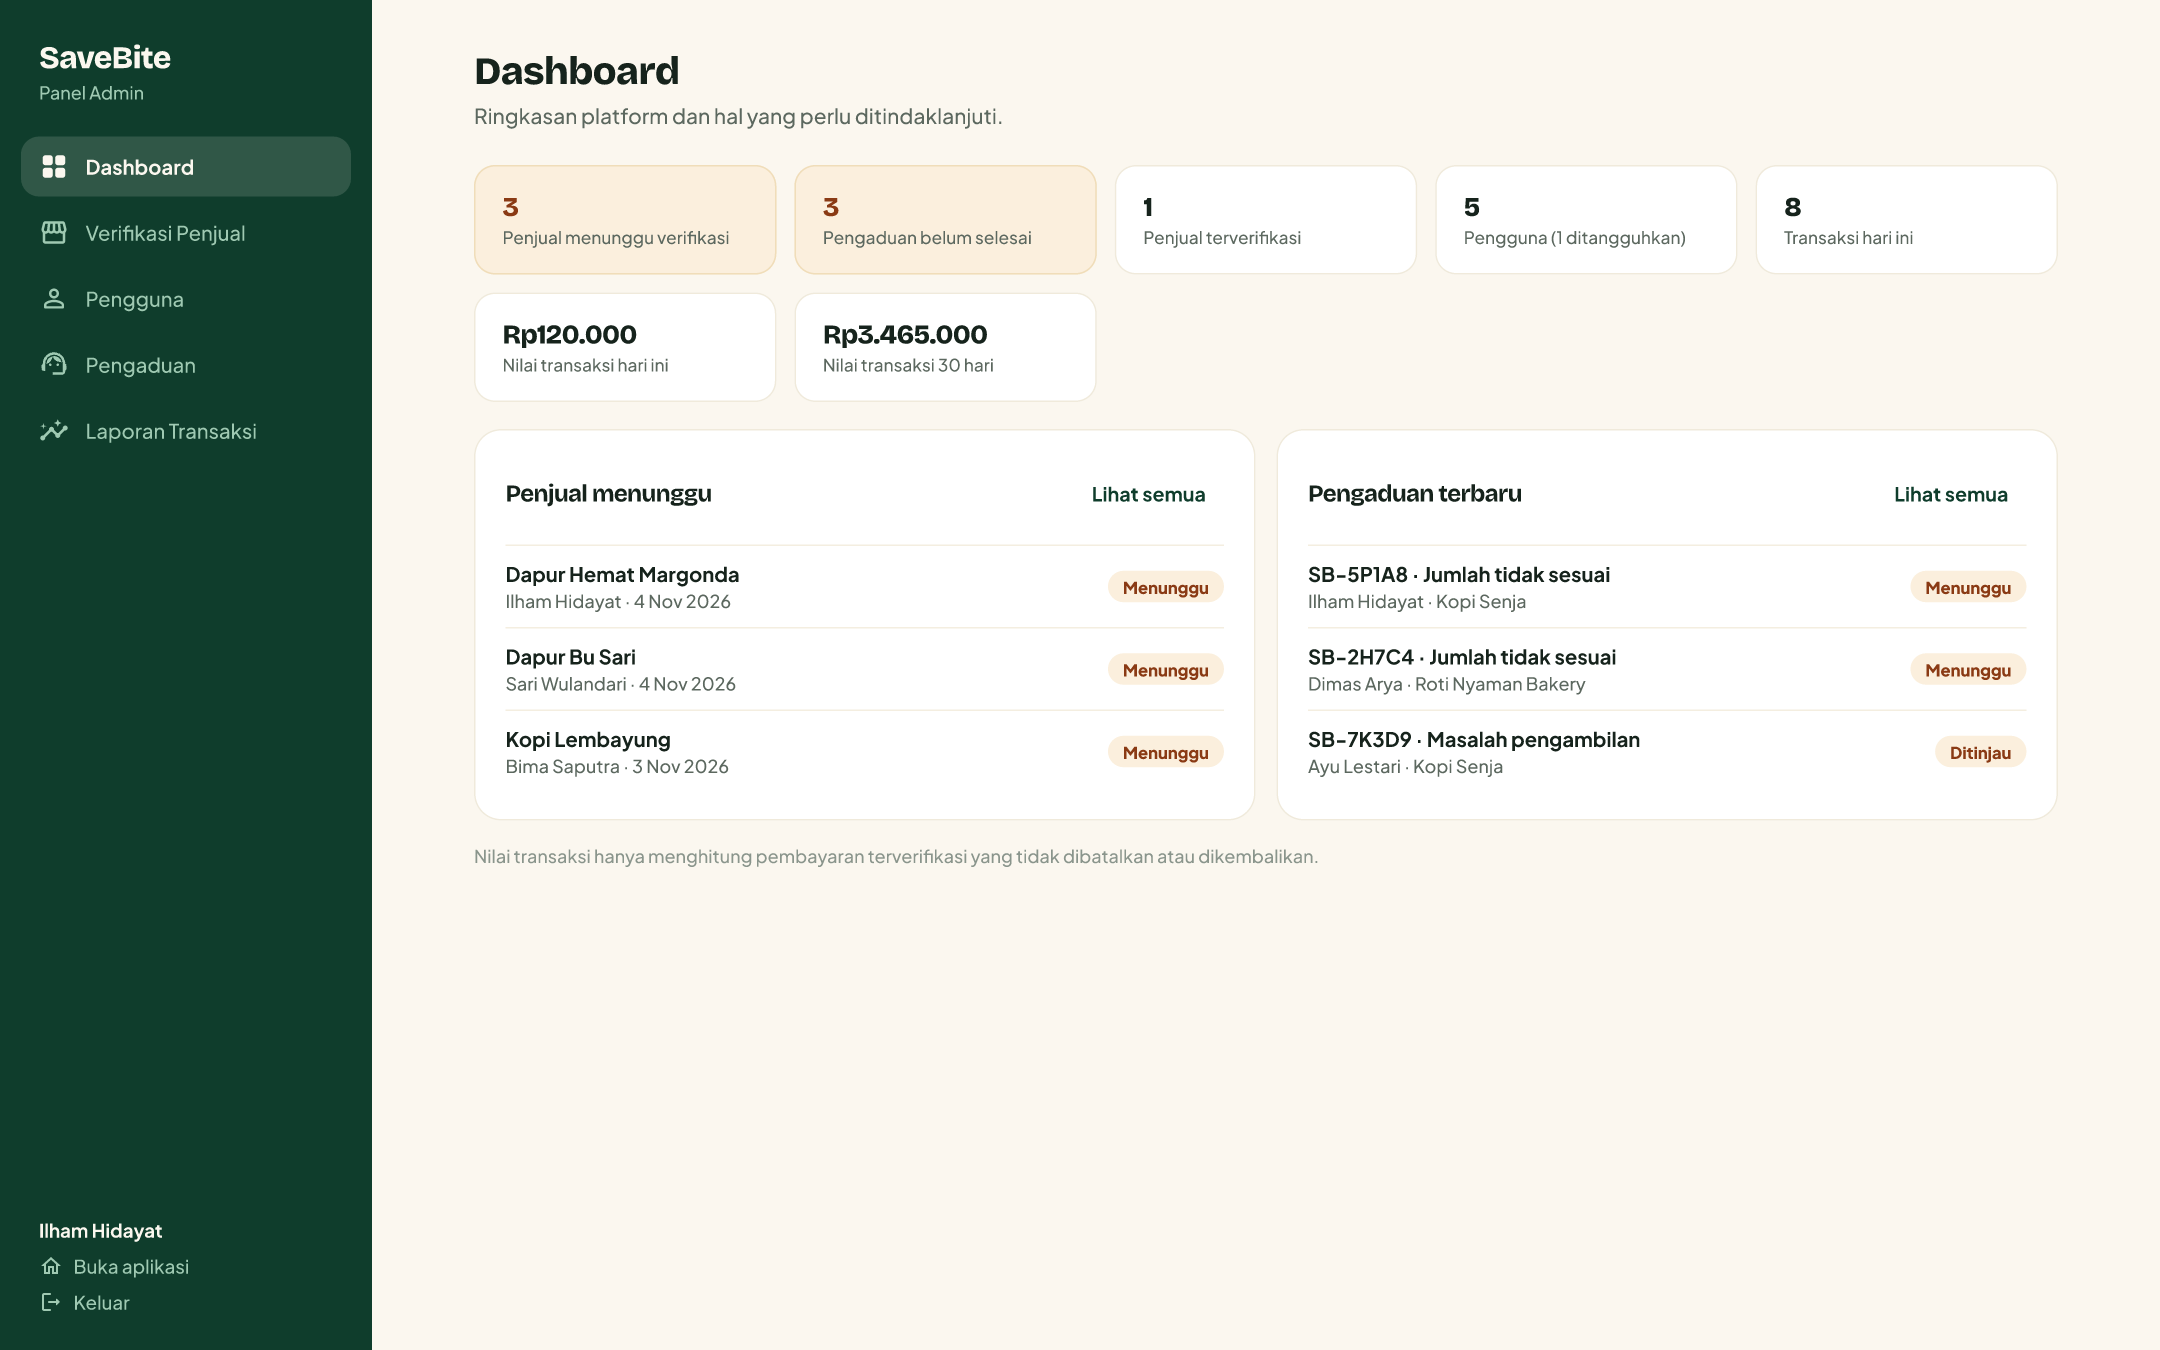 SaveBite
Panel Admin
Dashboard
Verifikasi Penjual
Pengguna
Pengaduan
Laporan Transaksi
Ilham Hidayat
Buka aplikasi
Keluar
Dashboard
Ringkasan platform dan hal yang perlu ditindaklanjuti.
3
Penjual menunggu verifikasi
3
Pengaduan belum selesai
1
Penjual terverifikasi
5
Pengguna (1 ditangguhkan)
8
Transaksi hari ini
Rp120.000
Nilai transaksi hari ini
Rp3.465.000
Nilai transaksi 30 hari
Penjual menunggu
Lihat semua
Dapur Hemat Margonda
Ilham Hidayat · 4 Nov 2026
Menunggu
Dapur Bu Sari
Sari Wulandari · 4 Nov 2026
Menunggu
Kopi Lembayung
Bima Saputra · 3 Nov 2026
Menunggu
Pengaduan terbaru
Lihat semua
SB-5P1A8 · Jumlah tidak sesuai
Ilham Hidayat · Kopi Senja
Menunggu
SB-2H7C4 · Jumlah tidak sesuai
Dimas Arya · Roti Nyaman Bakery
Menunggu
SB-7K3D9 · Masalah pengambilan
Ayu Lestari · Kopi Senja
Ditinjau
Nilai transaksi hanya menghitung pembayaran terverifikasi yang tidak dibatalkan atau dikembalikan.